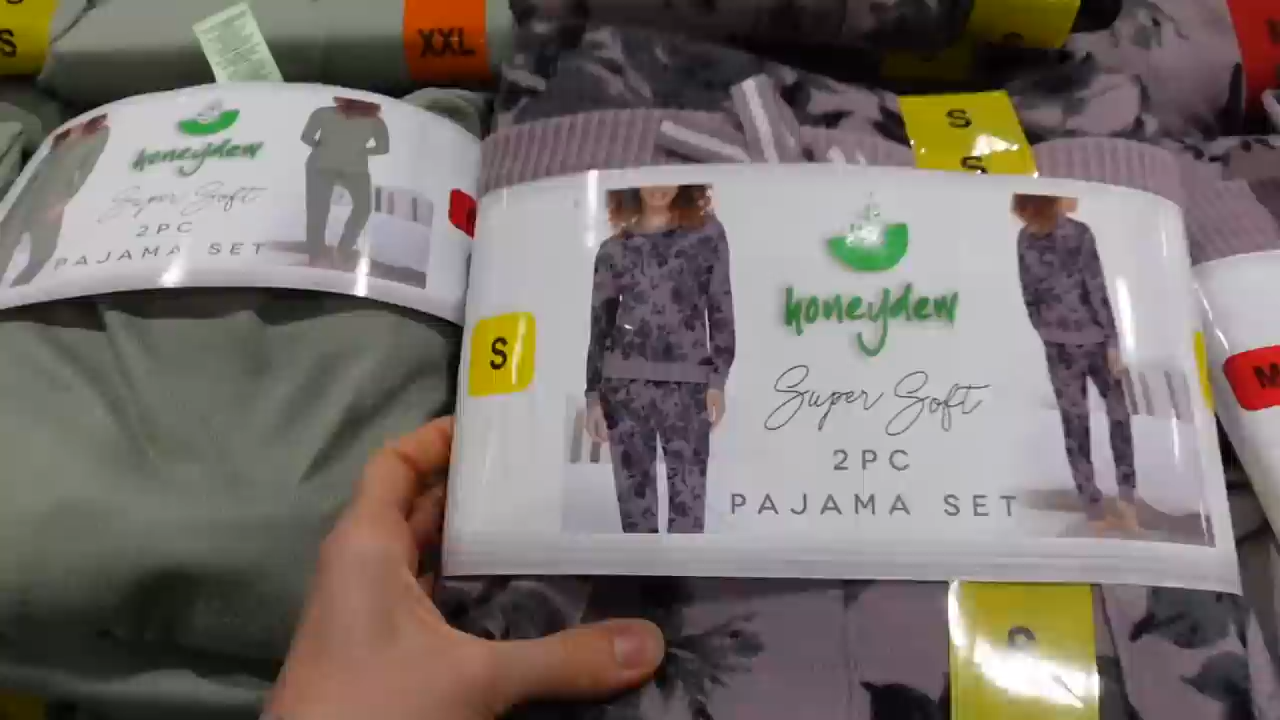 S
XXL
S
S
honeydew
Super Soft
2PC
PAJAMA SET
S
honeydew
Super Soft
2PC
PAJAMA SET
M
S